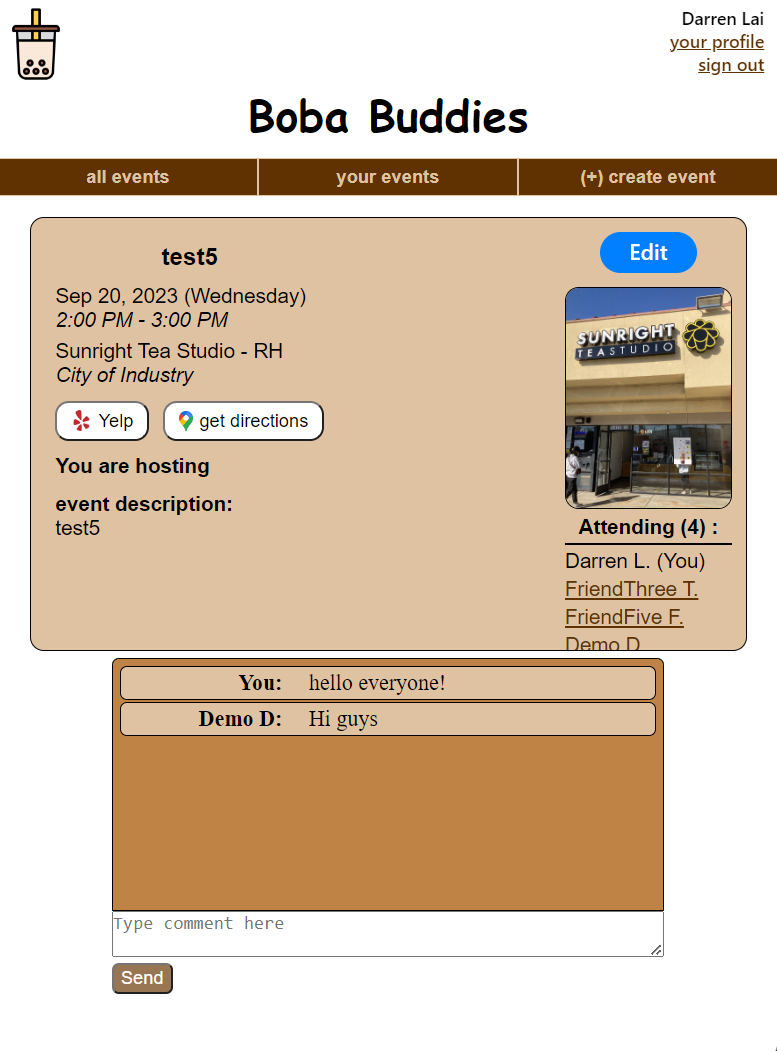 Darren Lai
your profile
sign out
Boba Buddies
all events
your events
(+) create event
test5
Edit
Sep 20, 2023 (Wednesday)
2:00 PM - 3:00 PM
Sunright Tea Studio - RH
City of Industry
SUNRIGHT
TEASTUDIO
Yelp
get directions
You are hosting
event description:
test5
Attending (4) :
Darren L. (You)
FriendThree T.
FriendFive F.
Demo D
You: hello everyone!
Demo D: Hi guys
Type comment here
Send